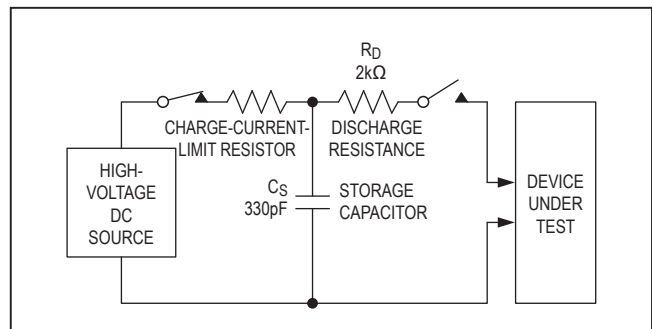 R_D
2kΩ
CHARGE-CURRENT-
LIMIT RESISTOR
DISCHARGE
RESISTANCE
HIGH-
VOLTAGE
DC
SOURCE
C_S
330pF
STORAGE
CAPACITOR
DEVICE
UNDER
TEST